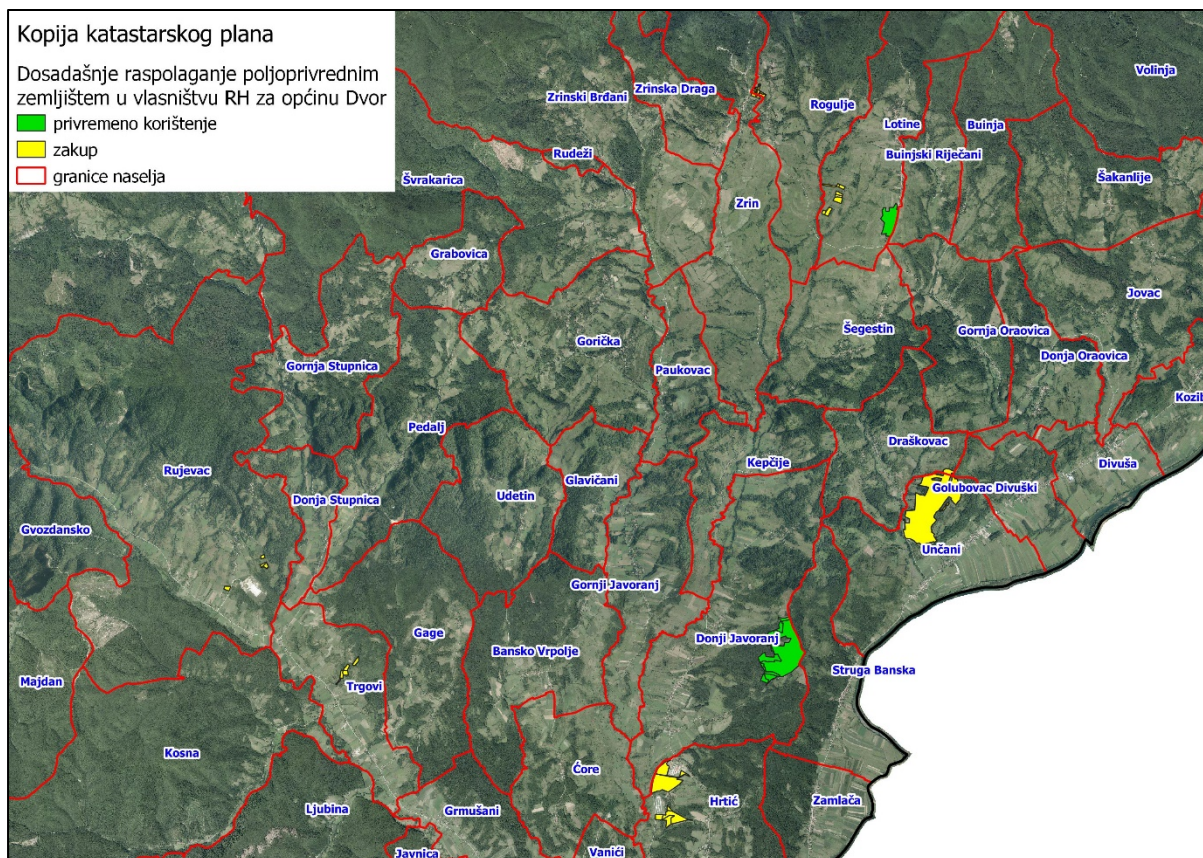 Kopija katastarskog plana
Dosadašnje raspolaganje poljoprivrednim
zemljištem u vlasništvu RH za općinu Dvor
privremeno korištenje
zakup
granice naselja
Volinja
Zrinski Brđani
Zrinska Draga
Rogulje
Lotine
Buinja
Rudeži
Buinjski Riječani
Švrakarica
Šakanlije
Zrin
Grabovica
Jovac
Šegestin
Gornja Oraovica
Gorička
Donja Oraovica
Gornja Stupnica
Paukovac
Kozib
Pedalj
Draškovac
Rujevac
Kepčije
Divuša
Glavičani
Golubovac Divuški
Udetin
Donja Stupnica
Gvozdansko
Unčani
Gornji Javoranj
Gage
Donji Javoranj
Bansko Vrpolje
Struga Banska
Majdan
Trgovi
Kosna
Ćore
Hrtić
Zamlača
Ljubina
Grmušani
Javnica
Vanići